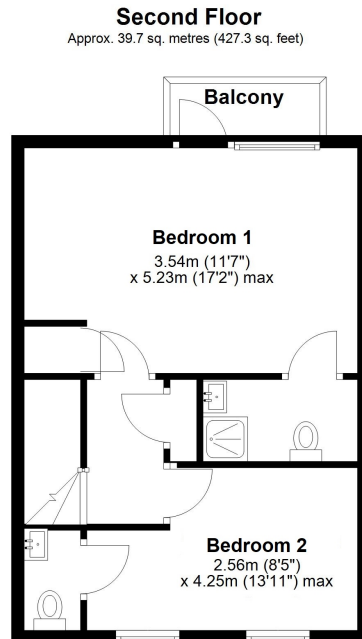 Second Floor
Approx. 39.7 sq. metres (427.3 sq. feet)
Balcony
Bedroom 1
3.54m (11'7")
x 5.23m (17'2") max
Bedroom 2
2.56m (8'5")
x 4.25m (13'11") max